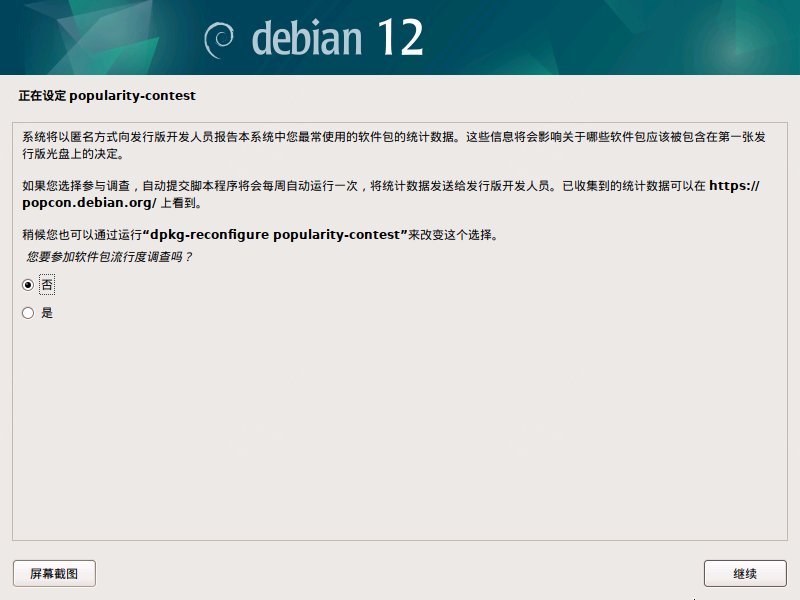 debian 12
正在设定 popularity-contest
系统将以匿名方式向发行版开发人员报告本系统中您最常使用的软件包的统计数据。这些信息将会影响关于哪些软件包应该被包含在第一张发
行版光盘上的决定。
如果您选择参与调查，自动提交脚本程序将会每周自动运行一次，将统计数据发送给发行版开发人员。已收集到的统计数据可以在 https://
popcon.debian.org/ 上看到。
稍候您也可以通过运行“dpkg-reconfigure popularity-contest”来改变这个选择。
您要参加软件包流行度调查吗？
否
是
屏幕截图
继续